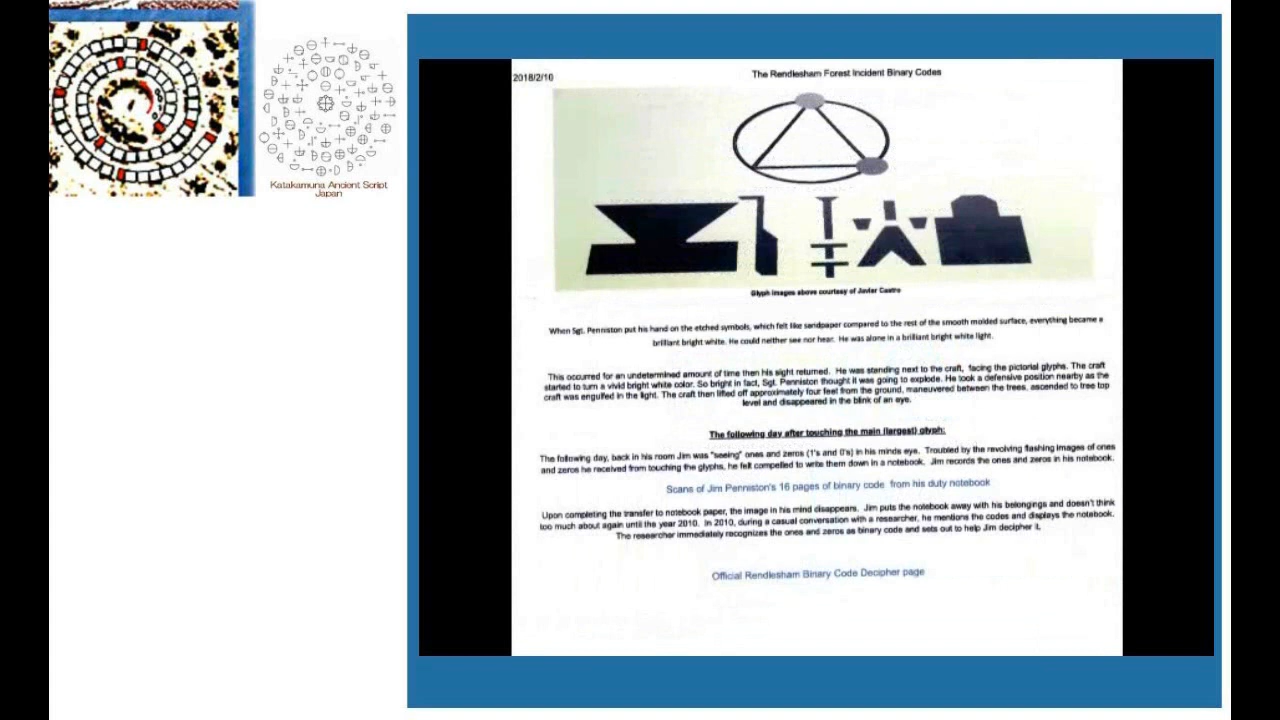 Katakamuna Ancient Script
Japan
2018/2/10
The Rendlesham Forest Incident Binary Codes
Glyph images above courtesy of Javier Castro
When Sgt. Penniston put his hand on the etched symbols, which felt like sandpaper compared to the rest of the smooth molded surface, everything became a
brilliant bright white. He could neither see nor hear. He was alone in a brilliant bright white light.
This occurred for an undetermined amount of time then his sight returned. He was standing next to the craft, facing the pictorial glyphs. The craft
started to turn a vivid bright white color. So bright in fact, Sgt. Penniston thought it was going to explode. He took a defensive position nearby as the
craft was engulfed in the light. The craft then lifted off approximately four feet from the ground, maneuvered between the trees, ascended to tree top
level and disappeared in the blink of an eye.
The following day after touching the main (largest) glyph:
The following day, back in his room Jim was "seeing" ones and zeros (1's and 0's) in his minds eye. Troubled by the revolving flashing images of ones
and zeros he received from touching the glyphs, he felt compelled to write them down in a notebook. Jim records the ones and zeros in his notebook.
Scans of Jim Penniston's 16 pages of binary code from his duty notebook
Upon completing the transfer to notebook paper, the image in his mind disappears. Jim puts the notebook away with his belongings and doesn't think
too much about again until the year 2010. In 2010, during a casual conversation with a researcher, he mentions the codes and displays the notebook.
The researcher immediately recognizes the ones and zeros as binary code and sets out to help Jim decipher it.
Official Rendlesham Binary Code Decipher page